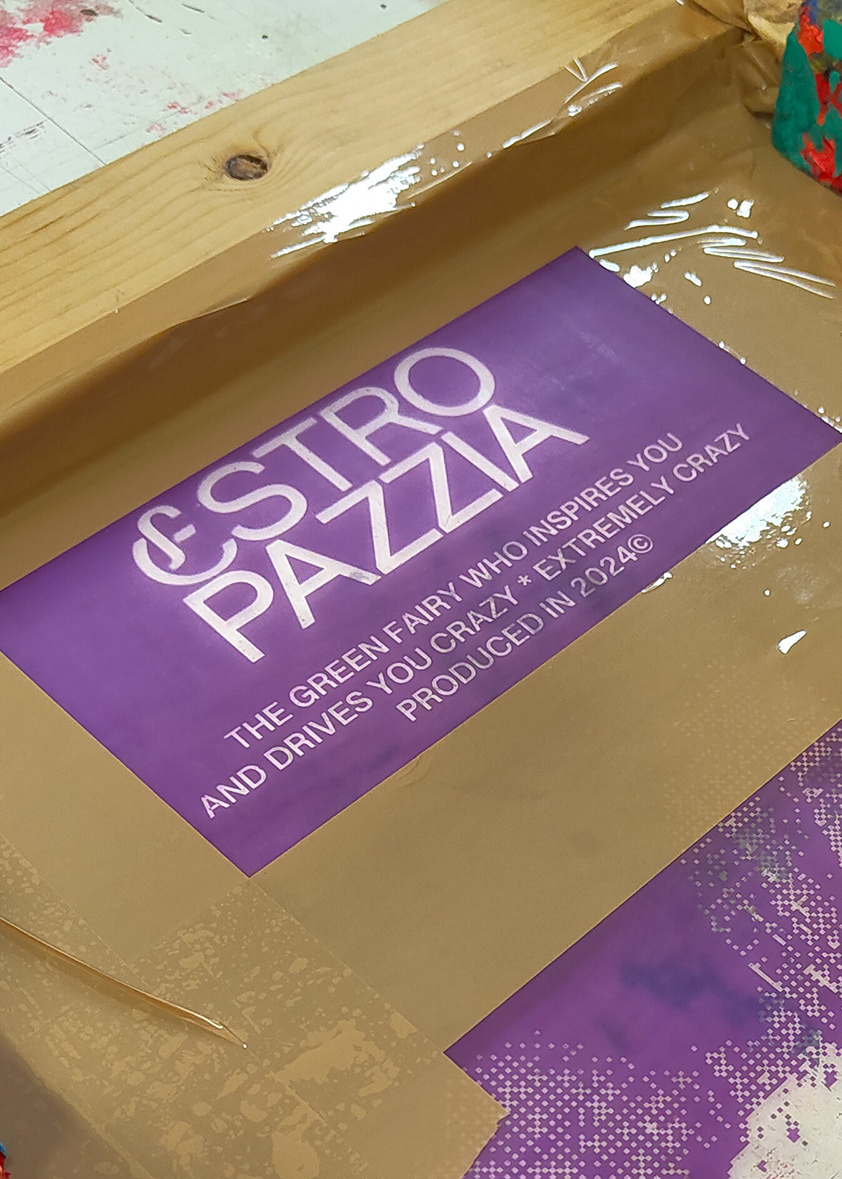 ESTRO
PAZZIA
THE GREEN FAIRY WHO INSPIRES YOU
AND DRIVES YOU CRAZY * EXTREMELY CRAZY
PRODUCED IN 2024©